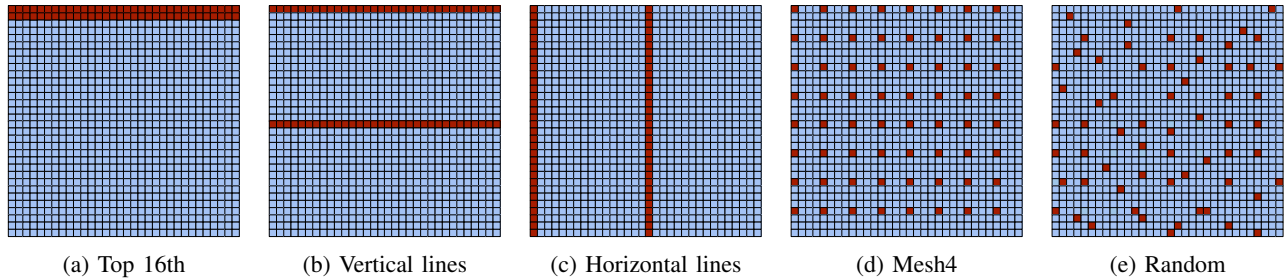 (a) Top 16th
(b) Vertical lines
(c) Horizontal lines
(d) Mesh4
(e) Random